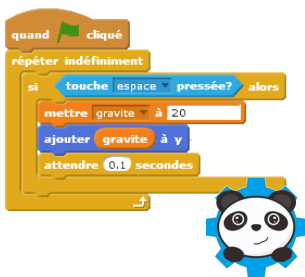 quand cliqué
répéter indéfiniment
si touche espace pressée? alors
mettre gravite à 20
ajouter gravite à y
attendre 0.1 secondes